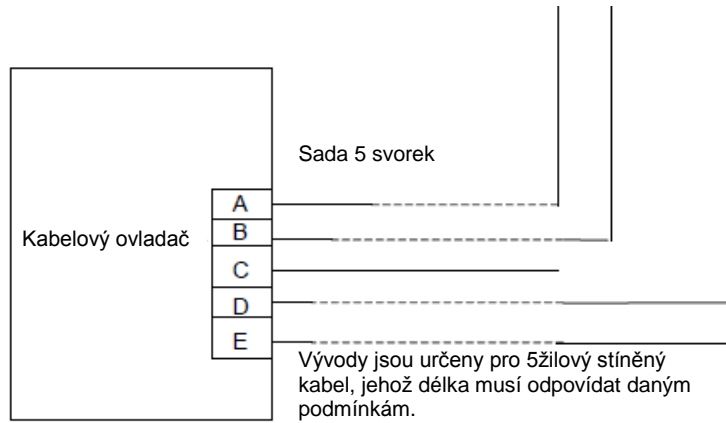 Sada 5 svorek
Kabelový ovladač
A
B
C
D
E
Vývody jsou určeny pro 5žilový stíněný
kabel, jehož délka musí odpovídat daným
podmínkám.